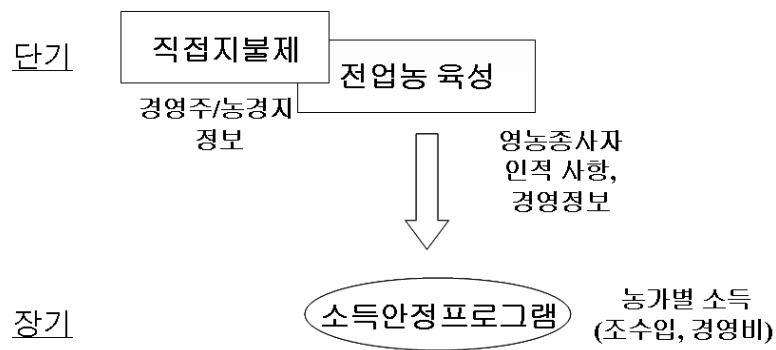 단기
직접지불제
전업농 육성
경영주/농경지
정보
영농종사자
인적 사항,
경영정보
장기
소득안정프로그램
농가별 소득
(조수입, 경영비)